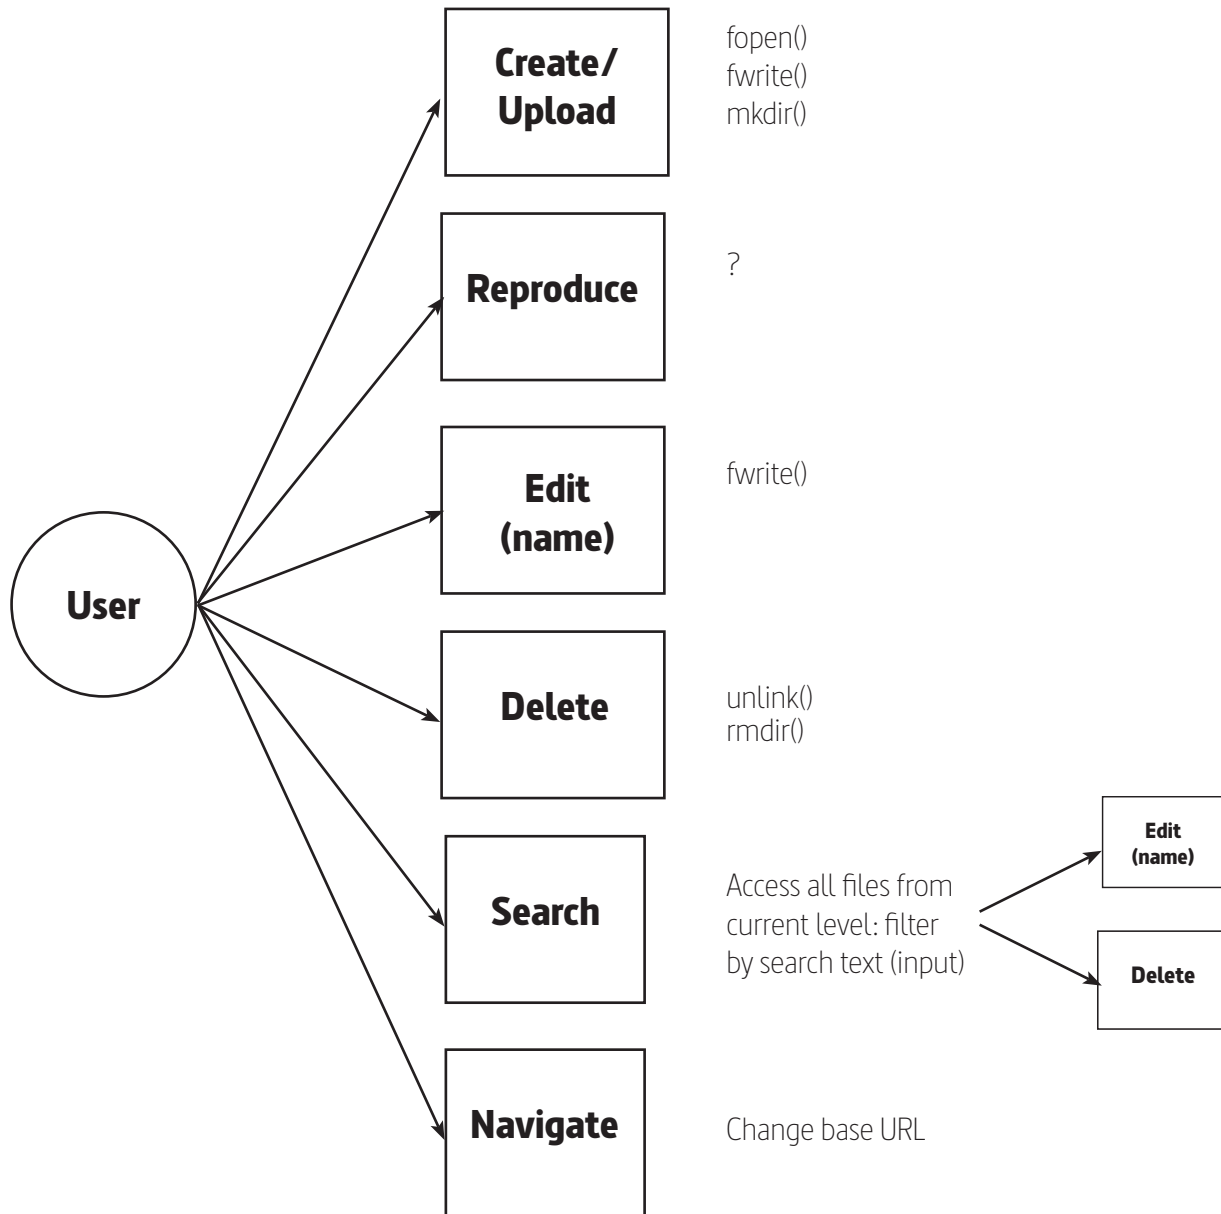 Create/
Upload
fopen()
fwrite()
mkdir()
Reproduce
?
Edit
(name)
fwrite()
User
Delete
unlink()
rmdir()
Search
Access all files from
current level: filter
by search text (input)
Edit
(name)
Delete
Navigate
Change base URL